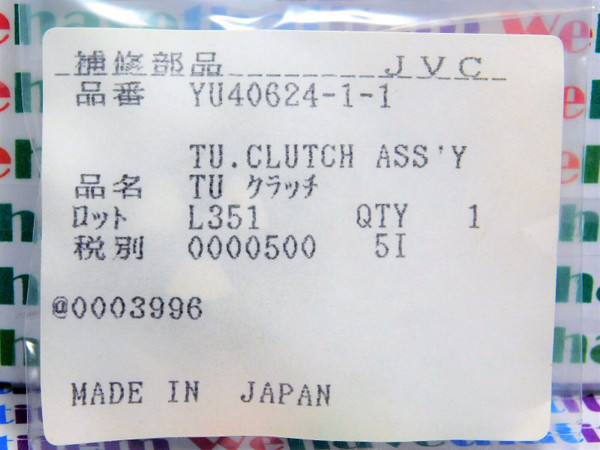 補修部品 JVC
品番 YU40624-1-1
TU.CLUTCH ASS'Y
品名 TU ｸﾗｯﾁ
ﾛｯﾄ L351 QTY 1
税別 0000500 5I
@0003996
MADE IN JAPAN